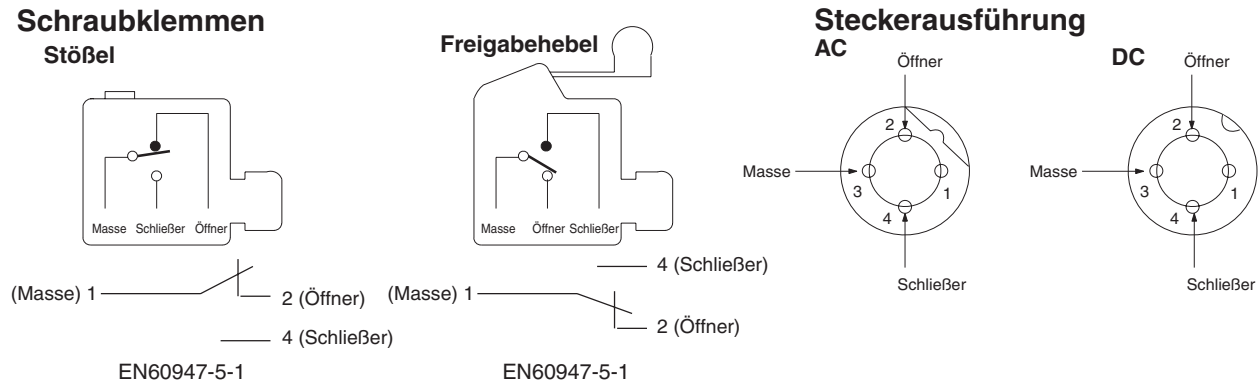 Schraubklemmen
Stößel
Masse Schließer Öffner
(Masse) 1
2 (Öffner)
4 (Schließer)
EN60947-5-1
Freigabehebel
Masse Öffner Schließer
4 (Schließer)
(Masse) 1
2 (Öffner)
EN60947-5-1
Steckerausführung
AC
Öffner
2
Masse
3
1
4
Schließer
DC
Öffner
2
Masse
3
1
4
Schließer